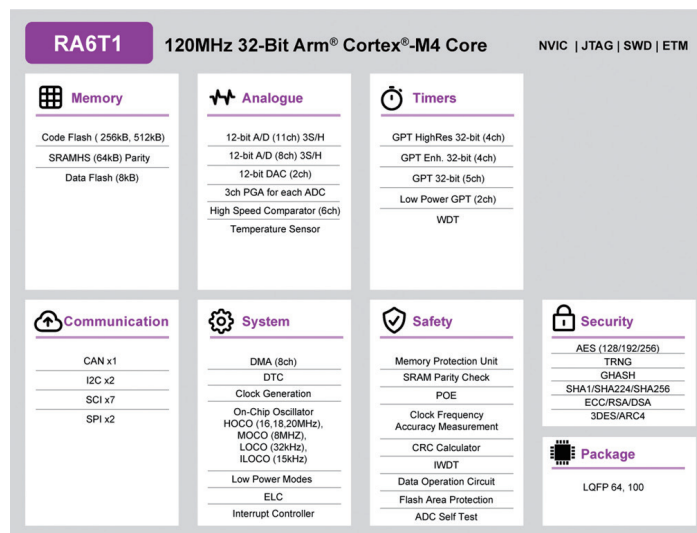 RA6T1
120MHz 32-Bit Arm® Cortex®-M4 Core
NVIC | JTAG | SWD | ETM
Memory
Code Flash ( 256kB, 512kB)
SRAMHS (64kB) Parity
Data Flash (8kB)
Analogue
12-bit A/D (11ch) 3S/H
12-bit A/D (8ch) 3S/H
12-bit DAC (2ch)
3ch PGA for each ADC
High Speed Comparator (6ch)
Temperature Sensor
Timers
GPT HighRes 32-bit (4ch)
GPT Enh. 32-bit (4ch)
GPT 32-bit (5ch)
Low Power GPT (2ch)
WDT
Communication
CAN x1
I2C x2
SCI x7
SPI x2
System
DMA (8ch)
DTC
Clock Generation
On-Chip Oscillator
HOCO (16,18,20MHz),
MOCO (8MHZ),
LOCO (32kHz),
ILOCO (15kHz)
Low Power Modes
ELC
Interrupt Controller
Safety
Memory Protection Unit
SRAM Parity Check
POE
Clock Frequency
Accuracy Measurement
CRC Calculator
IWDT
Data Operation Circuit
Flash Area Protection
ADC Self Test
Security
AES (128/192/256)
TRNG
GHASH
SHA1/SHA224/SHA256
ECC/RSA/DSA
3DES/ARC4
Package
LQFP 64, 100